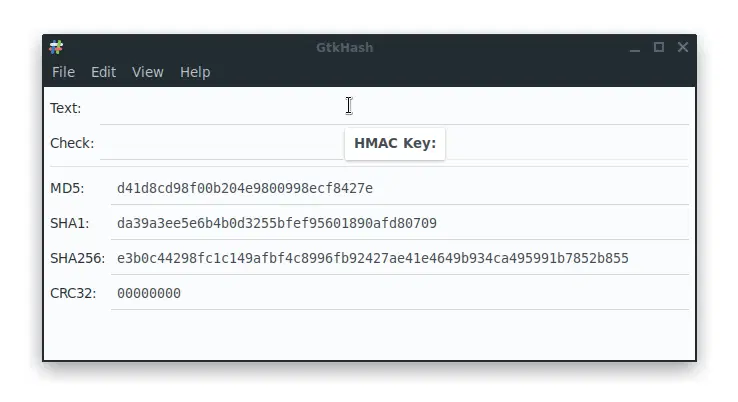 GtkHash
File Edit View Help
Text:
Check:
HMAC Key:
MD5: d41d8cd98f00b204e9800998ecf8427e
SHA1: da39a3ee5e6b4b0d3255bfef95601890afd80709
SHA256: e3b0c44298fc1c149afbf4c8996fb92427ae41e4649b934ca495991b7852b855
CRC32: 00000000